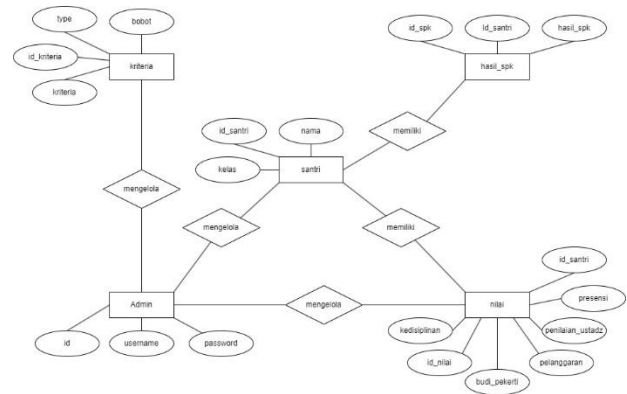 type
bobot
id_kriteria
kriteria
kriteria
id_spk
Id_santri
hasil_spk
hasil_spk
memiliki
id_santri
nama
kelas
santri
mengelola
mengelola
memiliki
Admin
mengelola
nilai
id
username
password
id_santri
presensi
kedisiplinan
penilaian_ustadz
id_nilai
pelanggaran
budi_pekerti